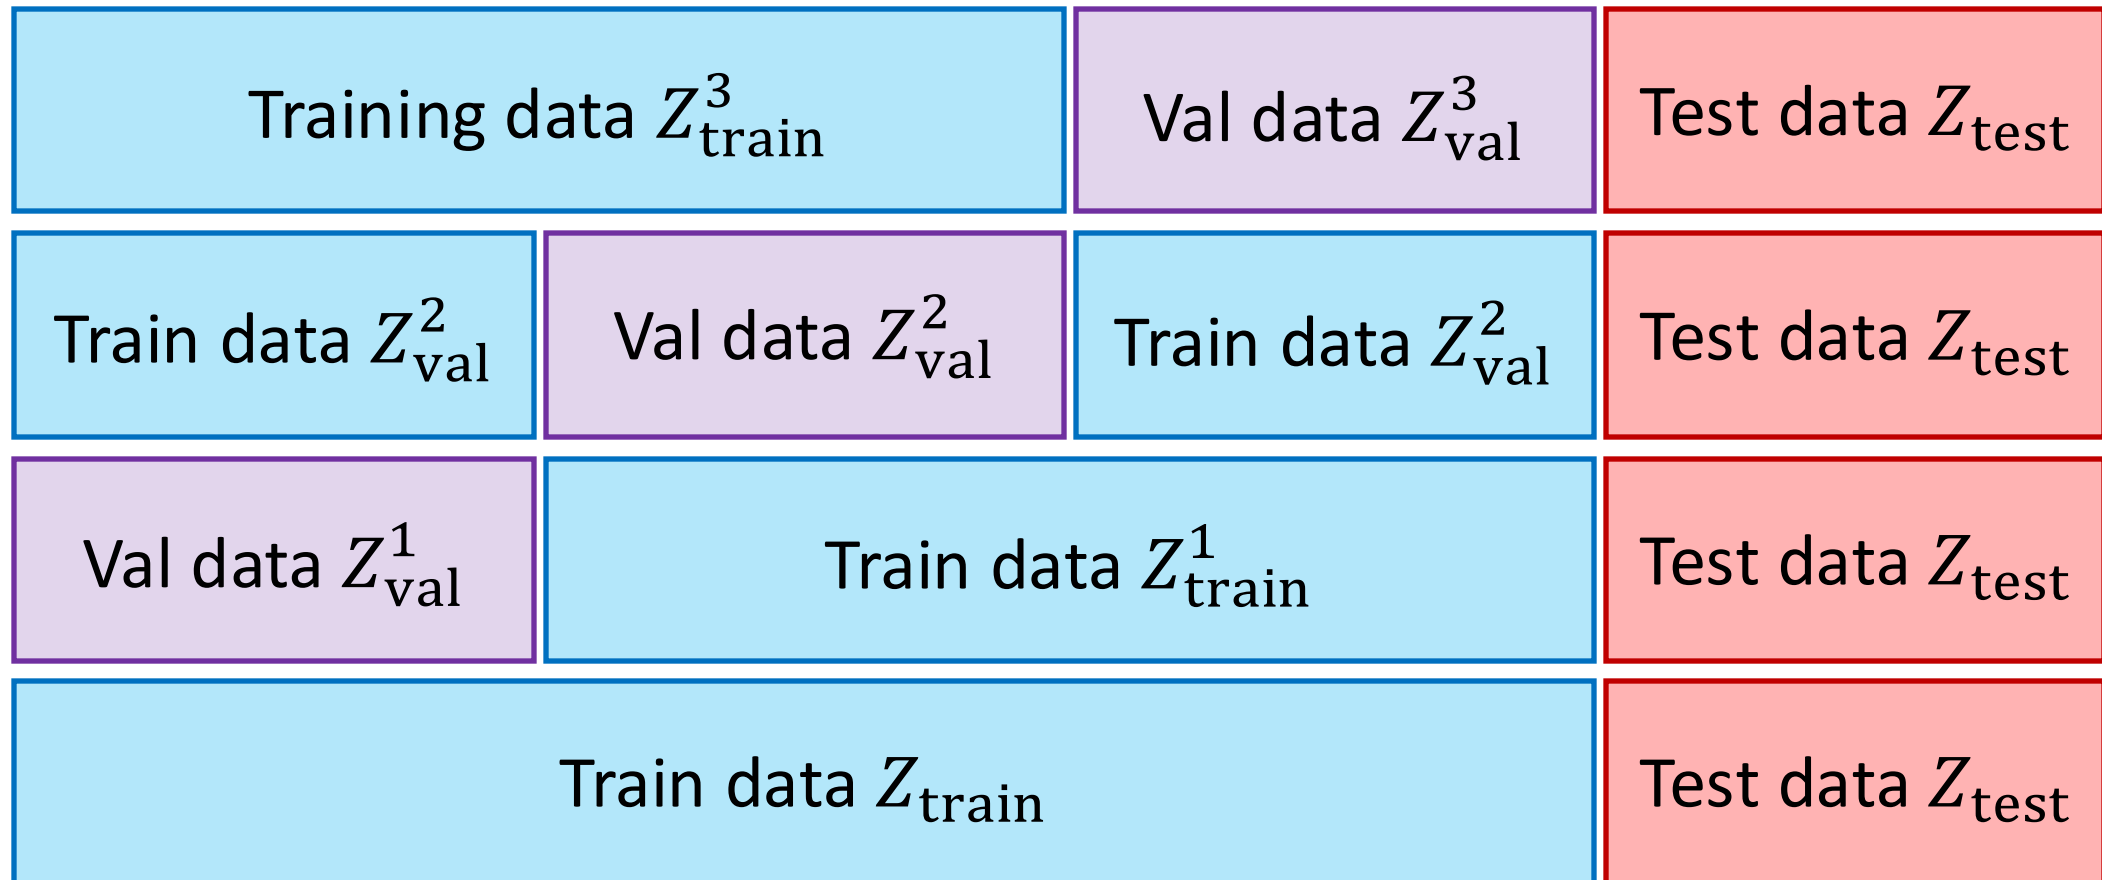 Training data $Z^3_{\text{train}}$ Val data $Z^3_{\text{val}}$ Test data $Z_{\text{test}}$
Train data $Z^2_{\text{val}}$ Val data $Z^2_{\text{val}}$ Train data $Z^2_{\text{val}}$ Test data $Z_{\text{test}}$
Val data $Z^1_{\text{val}}$ Train data $Z^1_{\text{train}}$ Test data $Z_{\text{test}}$
Train data $Z_{\text{train}}$ Test data $Z_{\text{test}}$